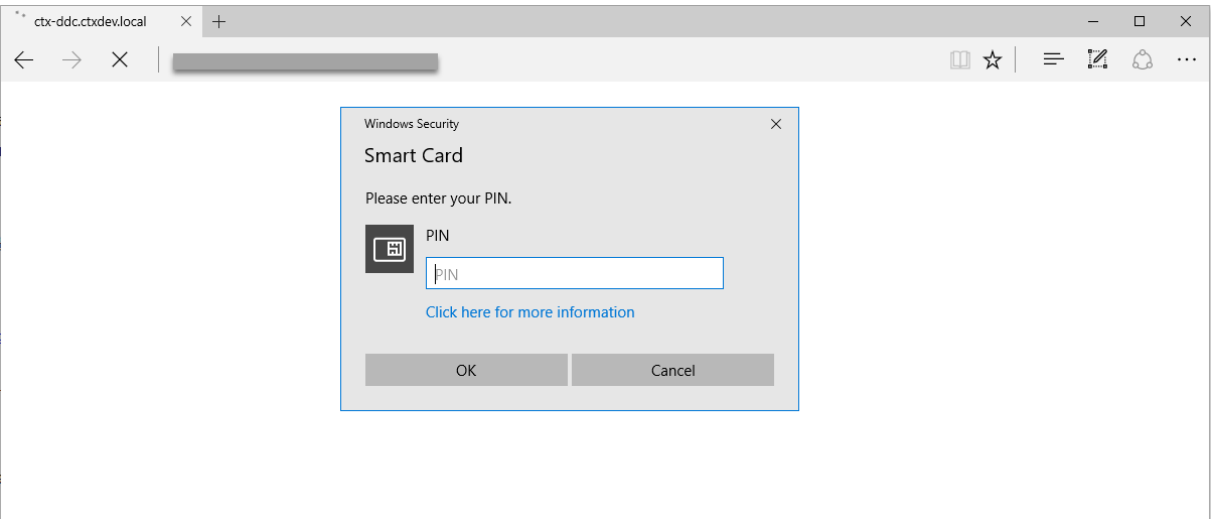 ctx-ddc.ctxdev.local
Windows Security
Smart Card
Please enter your PIN.
PIN
PIN
Click here for more information
OK
Cancel